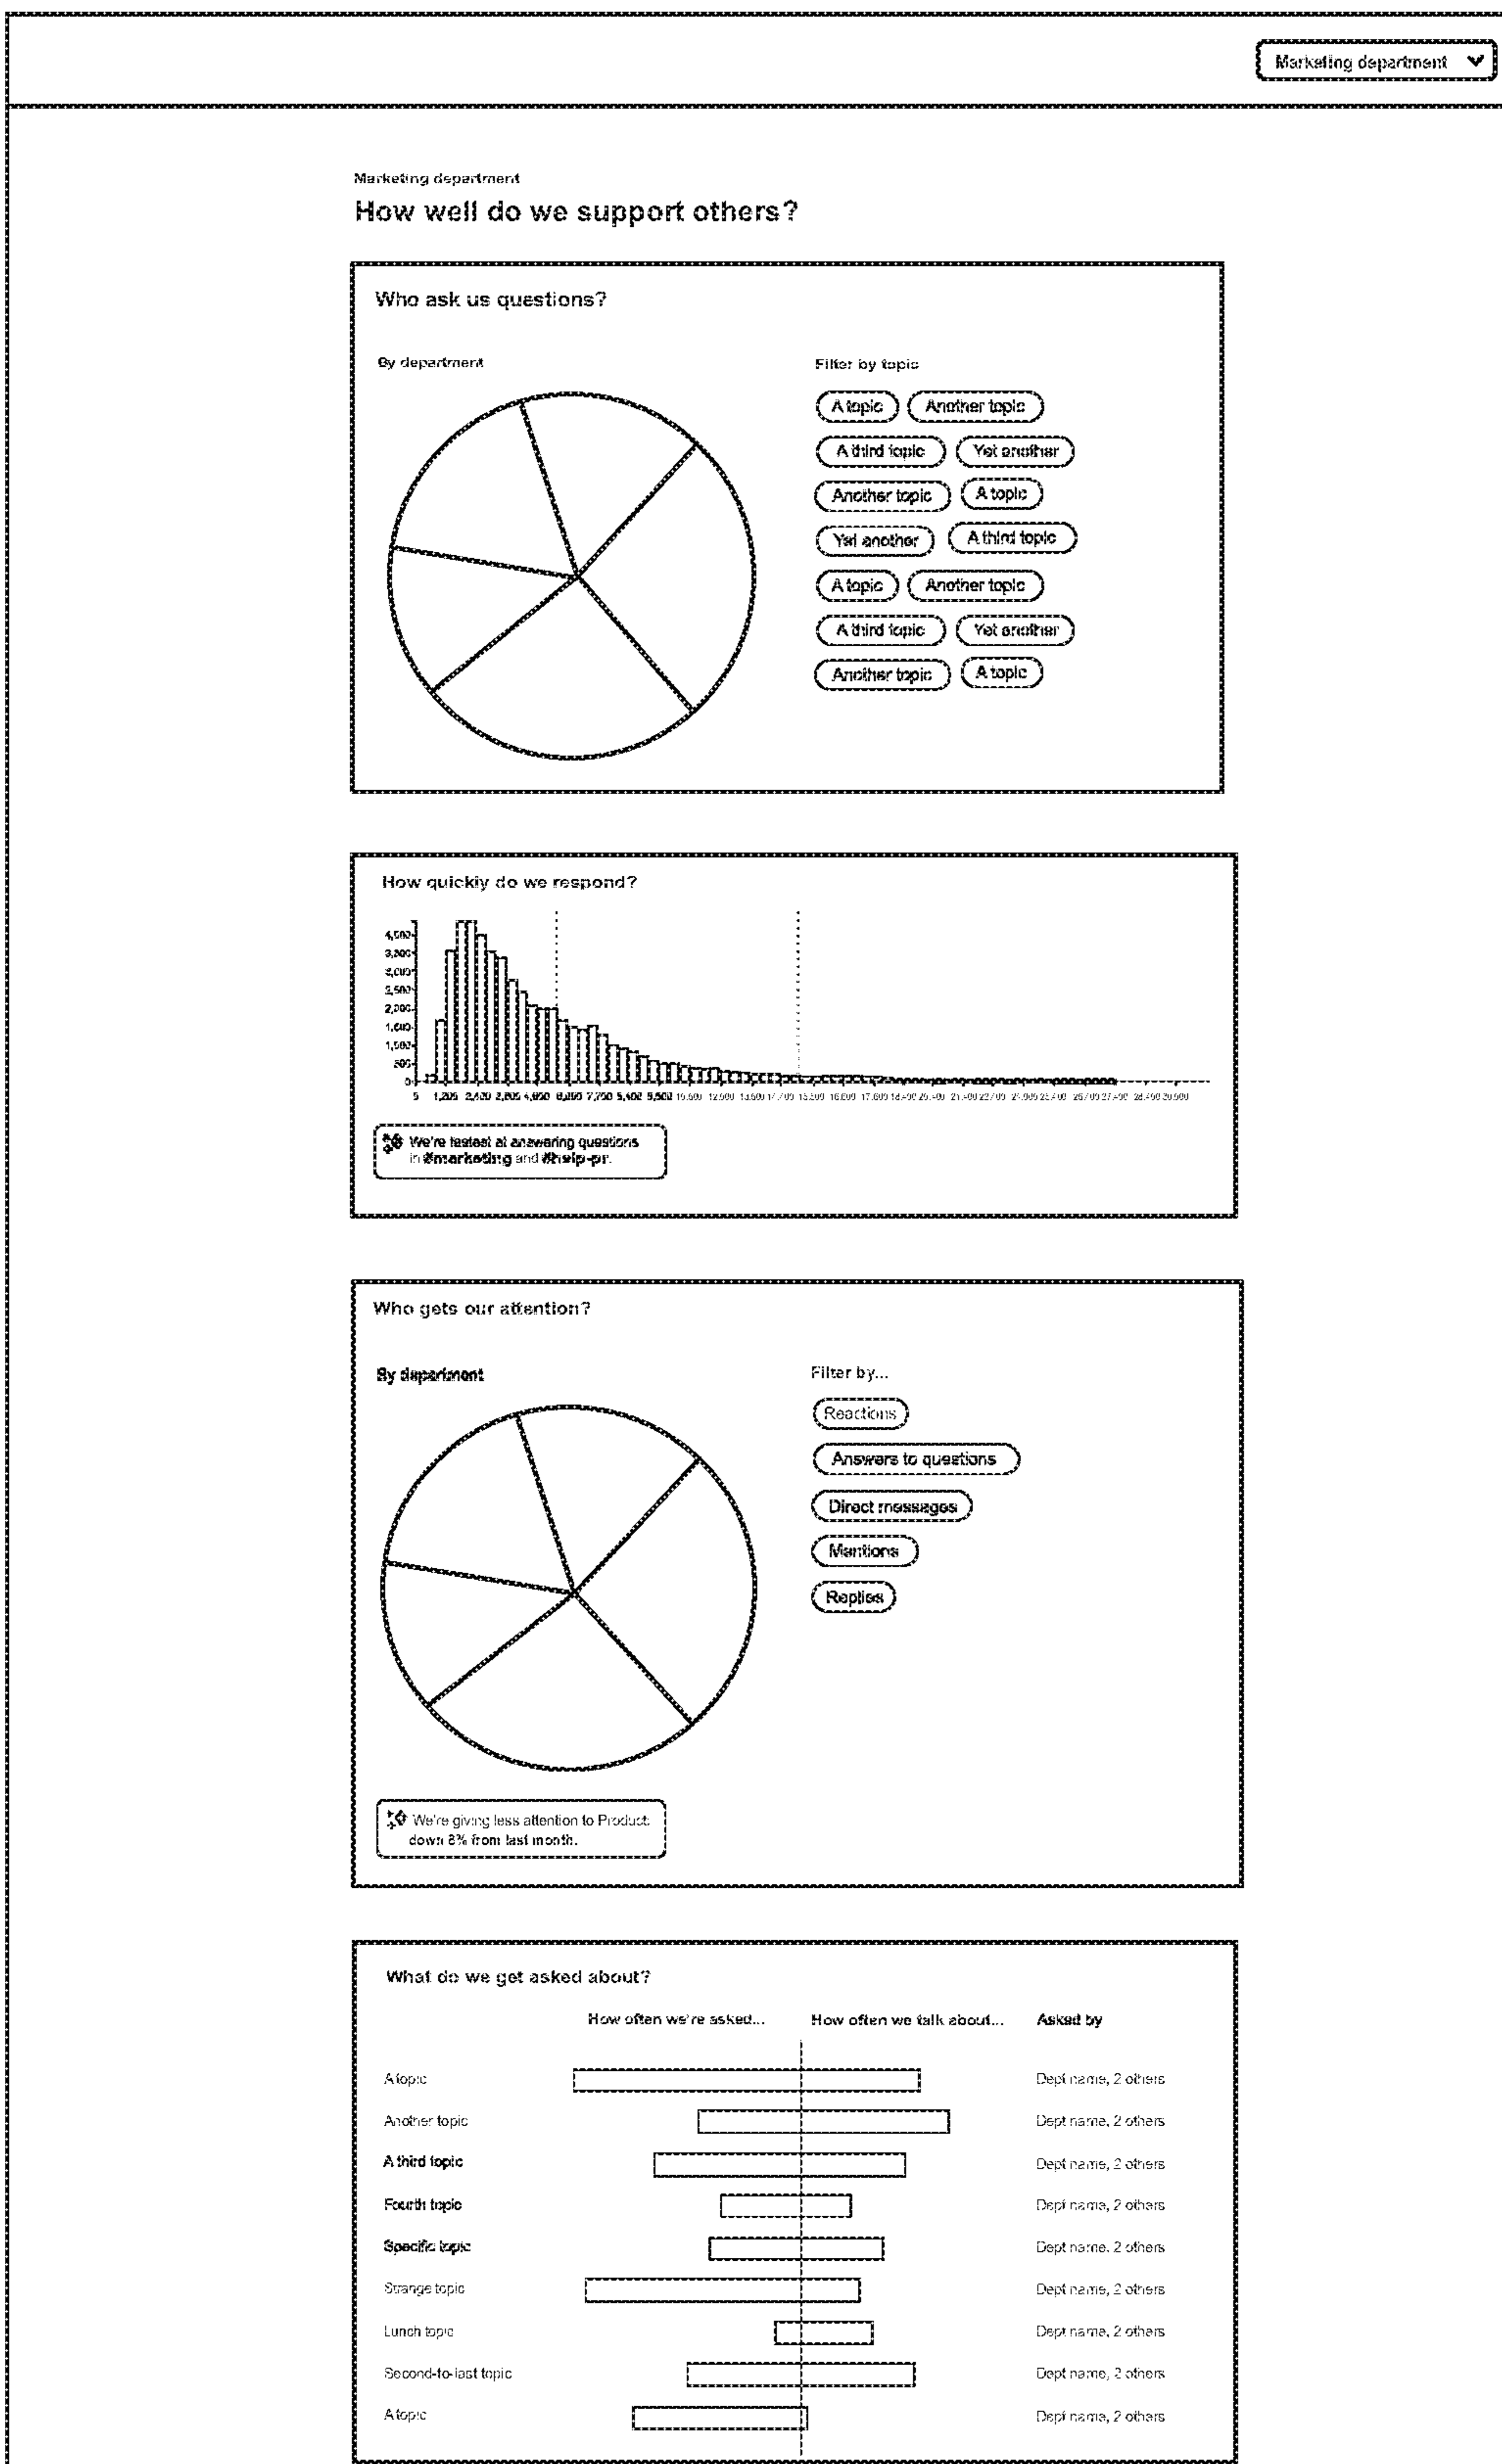 Marketing department
Marketing department
How well do we support others?
Who ask us questions?
By department
Filter by topic
A topic
Another topic
A third topic
Yet another
Another topic
A topic
Yet another
A third topic
A topic
Another topic
A third topic
Yet another
Another topic
A topic
How quickly do we respond?
4,500
2,000
1,500
500
0
We're fastest at answering questions
in #marketing and #help-pr.
Who gets our attention?
By department
Filter by...
Reactions
Answers to questions
Direct messages
Mentions
Replies
We're giving less attention to Product:
down 8% from last month.
What do we get asked about?
How often we're asked... How often we talk about... Asked by
A topic Dept name, 2 others
Another topic Dept name, 2 others
A third topic Dept name, 2 others
Fourth topic Dept name, 2 others
Specific topic Dept name, 2 others
Strange topic Dept name, 2 others
Lunch topic Dept name, 2 others
Second-to-last topic Dept name, 2 others
A topic Dept name, 2 others